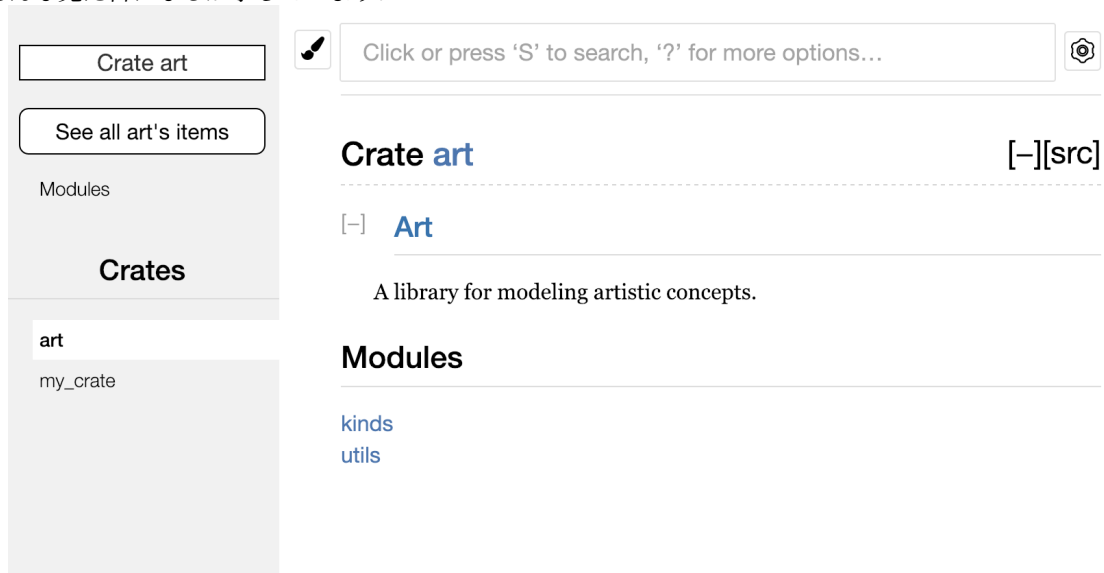 Crate art
See all art's items
Modules
Crates
art
my_crate
Click or press ‘S’ to search, ‘?’ for more options…
Crate art
[−][src]
[−] Art
A library for modeling artistic concepts.
Modules
kinds
utils